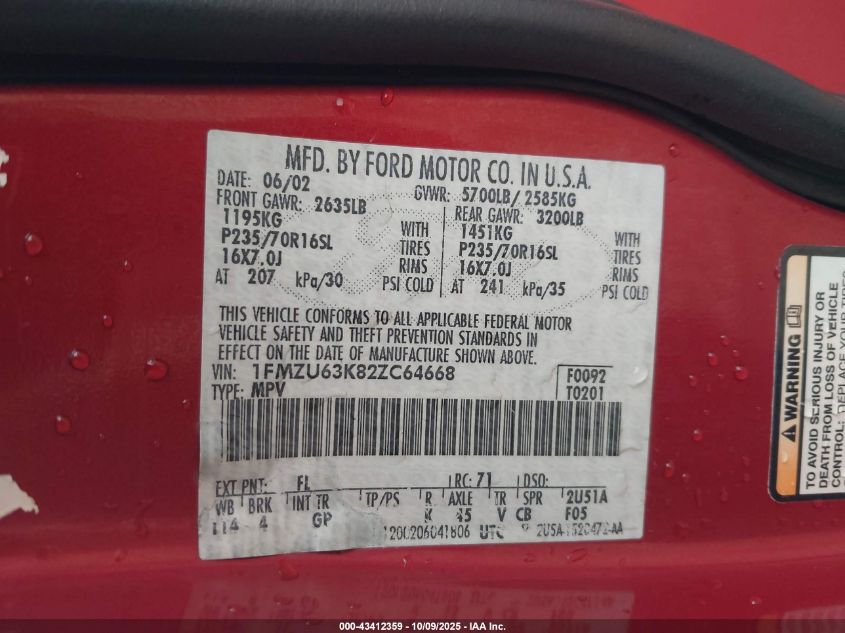 MFD. BY FORD MOTOR CO. IN U.S.A.
DATE: 06/02 GVWR: 5700LB/ 2585KG
FRONT GAWR: 2635LB REAR GAWR: 3200LB
1195KG WITH 1451KG WITH
P235/70R16SL TIRES P235/70R16SL TIRES
16X7.0J RIMS 16X7.0J RIMS
AT 207 kPa/30 PSI COLD AT 241 kPa/35 PSI COLD
THIS VEHICLE CONFORMS TO ALL APPLICABLE FEDERAL MOTOR
VEHICLE SAFETY AND THEFT PREVENTION STANDARDS IN
EFFECT ON THE DATE OF MANUFACTURE SHOWN ABOVE.
VIN: 1FMZU63K82ZC64668 F0092
TYPE: MPV T0201
EXT PNT: FL RC: 71 DSO:
WB BRK INT TR TP/PS R AXLE TR SPR 2U51A
114 4 GP K 45 V CB F05
UTC
WARNING
TO AVOID SERIOUS INJURY OR
DEATH FROM LOSS OF VEHICLE
CONTROL:
000-43412359 - 10/09/2025 - IAA Inc.